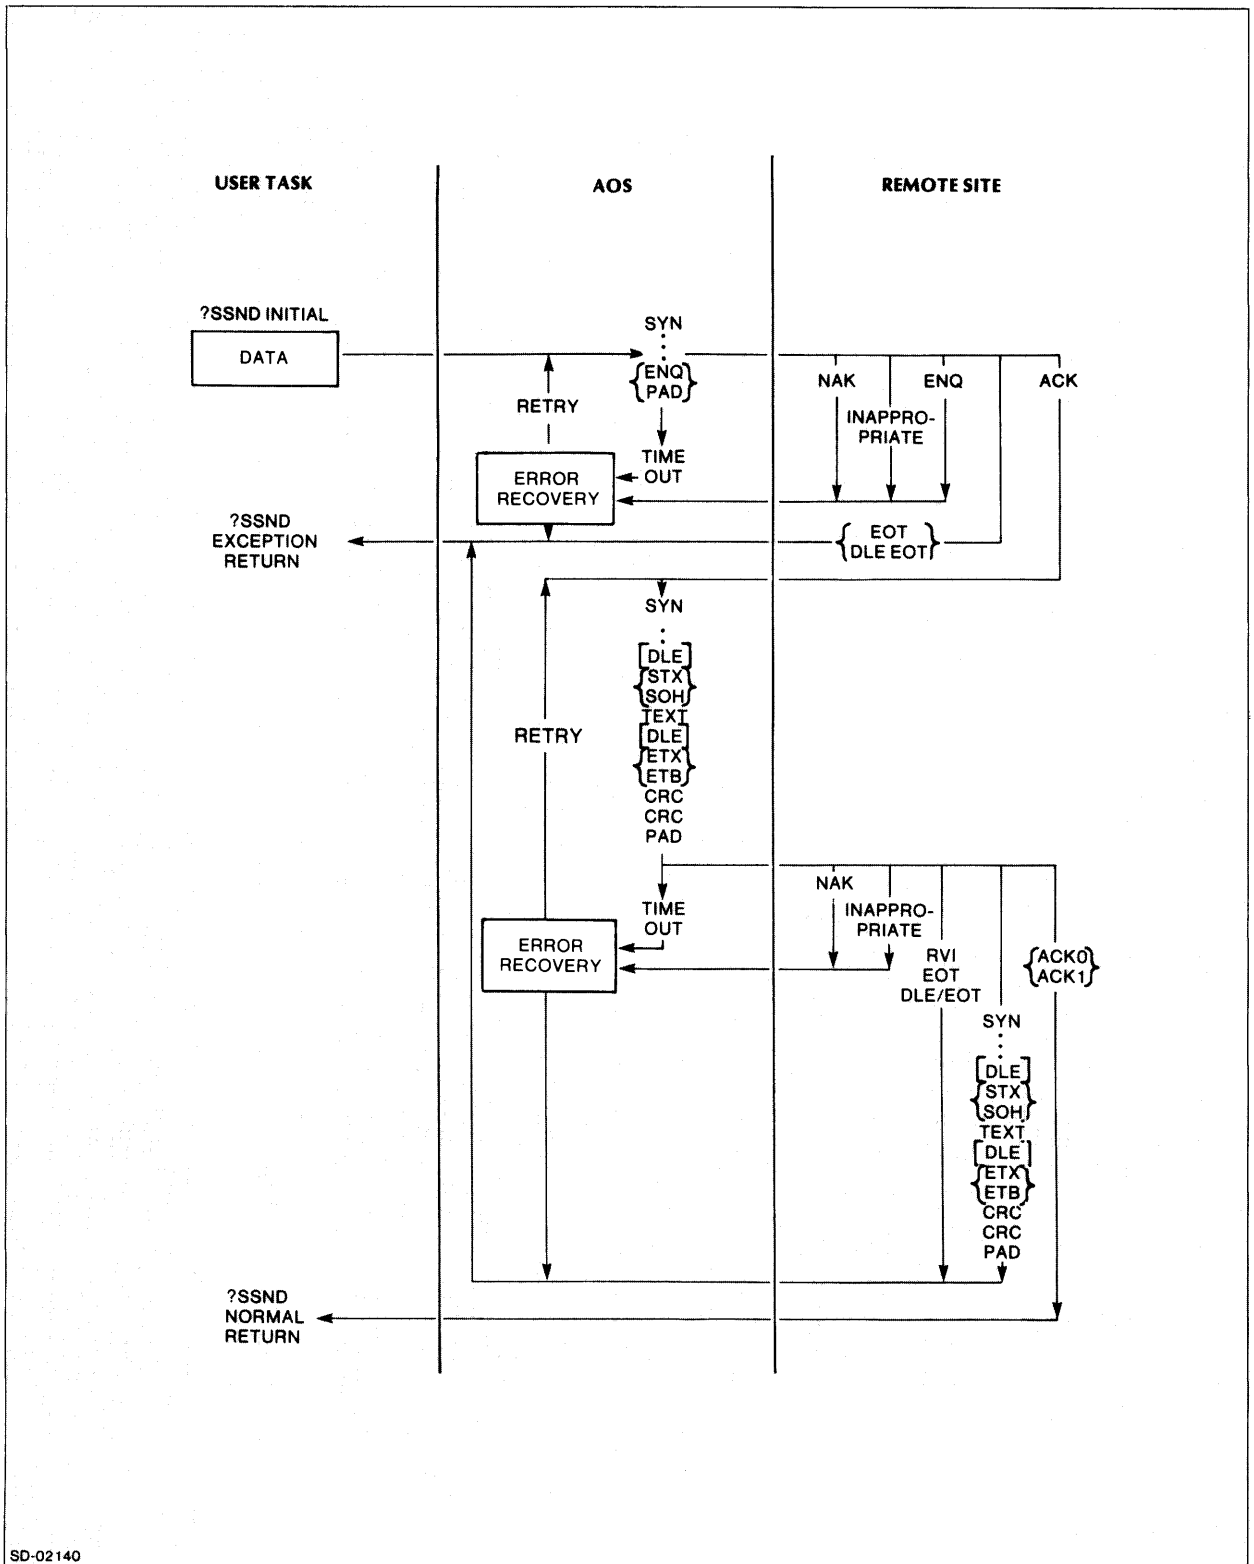 USER TASK
AOS
REMOTE SITE
?SSND INITIAL
DATA
SYN
.
.
.
{ENQ}
{PAD}
RETRY
TIME
OUT
ERROR
RECOVERY
NAK
INAPPRO-
PRIATE
ENQ
ACK
?SSND
EXCEPTION
RETURN
{EOT}
{DLE EOT}
SYN
.
.
[DLE]
{STX}
{SOH}
TEXT
[DLE]
{ETX}
{ETB}
CRC
CRC
PAD
RETRY
TIME
OUT
ERROR
RECOVERY
NAK
INAPPRO-
PRIATE
RVI
EOT
DLE/EOT
{ACK0}
{ACK1}
SYN
.
.
.
[DLE]
{STX}
{SOH}
TEXT
[DLE]
{ETX}
{ETB}
CRC
CRC
PAD
?SSND
NORMAL
RETURN
SD-02140